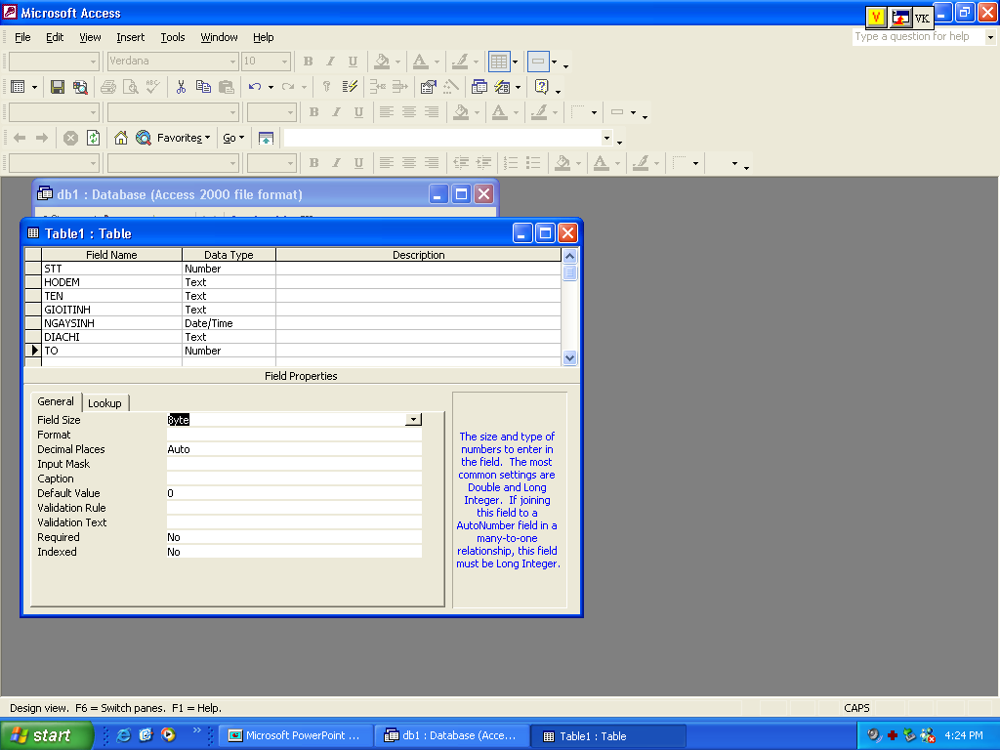 Microsoft Access
V VK
File Edit View Insert Tools Window Help
Type a question for help
Verdana 10 B I U
B I U
Favorites Go
B I U
db1 : Database (Access 2000 file format)
Table1 : Table
Field Name Data Type Description
STT Number
HODEM Text
TEN Text
GIOITINH Text
NGAYSINH Date/Time
DIACHI Text
TO Number
Field Properties
General Lookup
Field Size Byte
Format
Decimal Places Auto
Input Mask
Caption
Default Value 0
Validation Rule
Validation Text
Required No
Indexed No
The size and type of
numbers to enter in
the field. The most
common settings are
Double and Long
Integer. If joining
this field to a
AutoNumber field in a
many-to-one
relationship, this field
must be Long Integer.
Design view. F6 = Switch panes. F1 = Help. CAPS
start Microsoft PowerPoint ... db1 : Database (Acce... Table1 : Table 4:24 PM